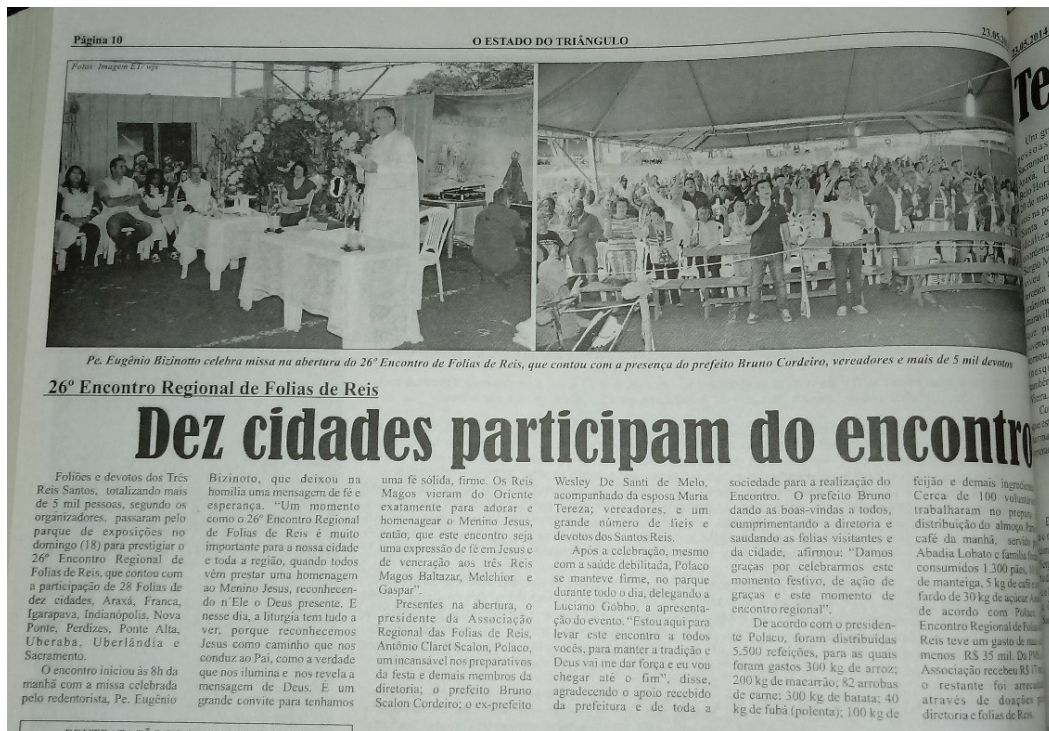 Página 10
O ESTADO DO TRIÂNGULO
23.05.20
23.05.2014
Fotos: Imagem ET/
Pe. Eugênio Bizinotto celebra missa na abertura do 26º Encontro de Folias de Reis, que contou com a presença do prefeito Bruno Cordeiro, vereadores e mais de 5 mil devotos
26º Encontro Regional de Folias de Reis
Dez cidades participam do encontro
Foliões e devotos dos Três
Reis Santos, totalizando mais
de 5 mil pessoas, segundo os
organizadores, passaram pelo
parque de exposições no
domingo (18) para prestigiar o
26º Encontro Regional de
Folias de Reis, que contou com
a participação de 28 Folias de
dez cidades, Araxá, Franca,
Igarapava, Indianópolis, Nova
Ponte, Perdizes, Ponte Alta,
Uberaba, Uberlândia e
Sacramento.
O encontro iniciou às 8h da
manhã com a missa celebrada
pelo redentorista, Pe. Eugênio
Bizinoto, que deixou na
homilia uma mensagem de fé e
esperança. “Um momento
como o 26º Encontro Regional
de Folias de Reis é muito
importante para a nossa cidade
e toda a região, quando todos
vêm prestar uma homenagem
ao Menino Jesus, reconhecen-
do n'Ele o Deus presente. E
nesse dia, a liturgia tem tudo a
ver, porque reconhecemos
Jesus como caminho que nos
conduz ao Pai, como a verdade
que nos ilumina e nos revela a
mensagem de Deus. É um
grande convite para tenhamos
uma fé sólida, firme. Os Reis
Magos vieram do Oriente
exatamente para adorar e
homenagear o Menino Jesus,
então, que este encontro seja
uma expressão de fé em Jesus e
de veneração aos três Reis
Magos Baltazar, Melchior e
Gaspar”.
Presentes na abertura, o
presidente da Associação
Regional das Folias de Reis,
Antônio Claret Scalon, Polaco,
um incansável nos preparativos
da festa e demais membros da
diretoria; o prefeito Bruno
Scalon Cordeiro; o ex-prefeito
Wesley De Santi de Melo,
acompanhado da esposa Maria
Tereza; vereadores, e um
grande número de fieis e
devotos dos Santos Reis.
Após a celebração, mesmo
com a saúde debilitada, Polaco
se manteve firme, no parque
durante todo o dia, delegando a
Luciano Gobbo, a apresenta-
ção do evento. “Estou aqui para
levar este encontro a todos
vocês, para manter a tradição e
Deus vai me dar força e eu vou
chegar até o fim”, disse,
agradecendo o apoio recebido
da prefeitura e de toda a
sociedade para a realização do
Encontro. O prefeito Bruno
dando as boas-vindas a todos,
cumprimentando a diretoria e
saudando as folias visitantes e
da cidade, afirmou: “Damos
graças por celebrarmos este
momento festivo, de ação de
graças e este momento de
encontro regional”.
De acordo com o presiden-
te Polaco, foram distribuídas
5.500 refeições, para as quais
foram gastos 300 kg de arroz;
200 kg de macarrão; 82 arrobas
de carne; 300 kg de batata; 40
kg de fubá (polenta); 100 kg de
feijão e demais
Cerca de 100
trabalharam no
distribuição do almoço
café da manhã, servido
Abadia Lobato e família
consumidos 1.300 pães,
de manteiga, 5 kg de café
fardo de 30 kg de açúcar.
de acordo com
Encontro Regional de
Reis teve um gasto de
menos R$ 35 mil. Da
Associação recebeu R$
o restante foi
através de doações
diretoria e folias de Reis.
Te